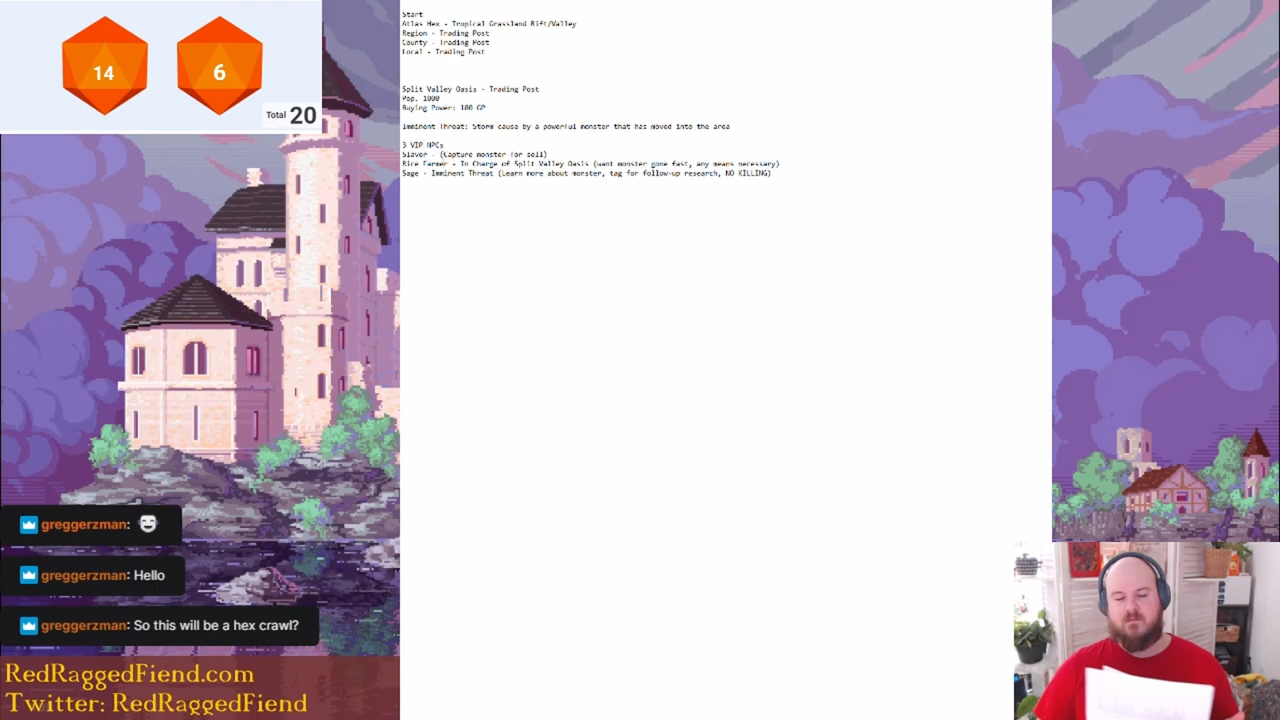 14
6
Total 20
Start
Atlas Hex - Tropical Grassland Rift/Valley
Region - Trading Post
County - Trading Post
Local - Trading Post
Split Valley Oasis - Trading Post
Pop. 1000
Buying Power: 100 GP
Imminent Threat: Storm cause by a powerful monster that has moved into the area
3 VIP NPCs
Slaver - (Capture monster for sell)
Rice Farmer - In Charge of Split Valley Oasis (want monster gone fast, any means necessary)
Sage - Imminent Threat (Learn more about monster, tag for follow-up research, NO KILLING)
greggerzman:
greggerzman: Hello
greggerzman: So this will be a hex crawl?
RedRaggedFiend.com
Twitter: RedRaggedFiend